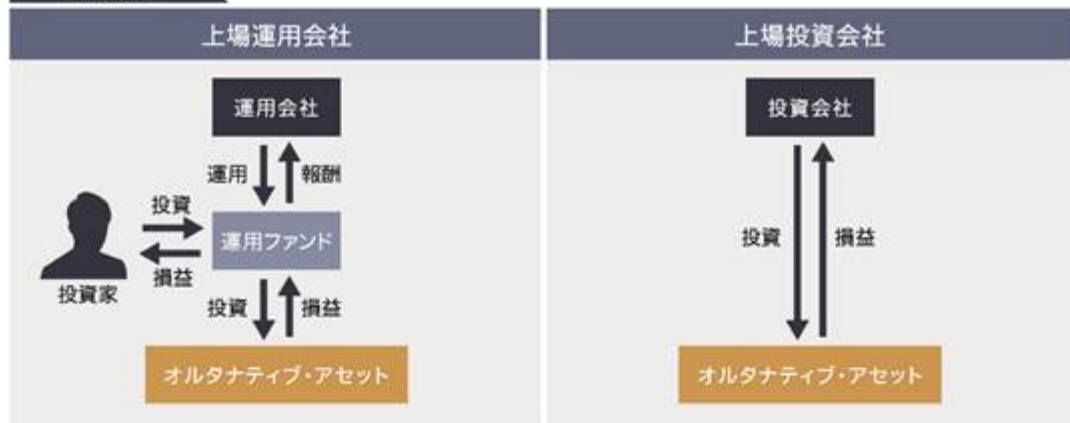 上場運用会社
運用会社
運用
報酬
投資
運用ファンド
損益
投資家
投資
損益
オルタナティブ・アセット
上場投資会社
投資会社
投資
損益
オルタナティブ・アセット